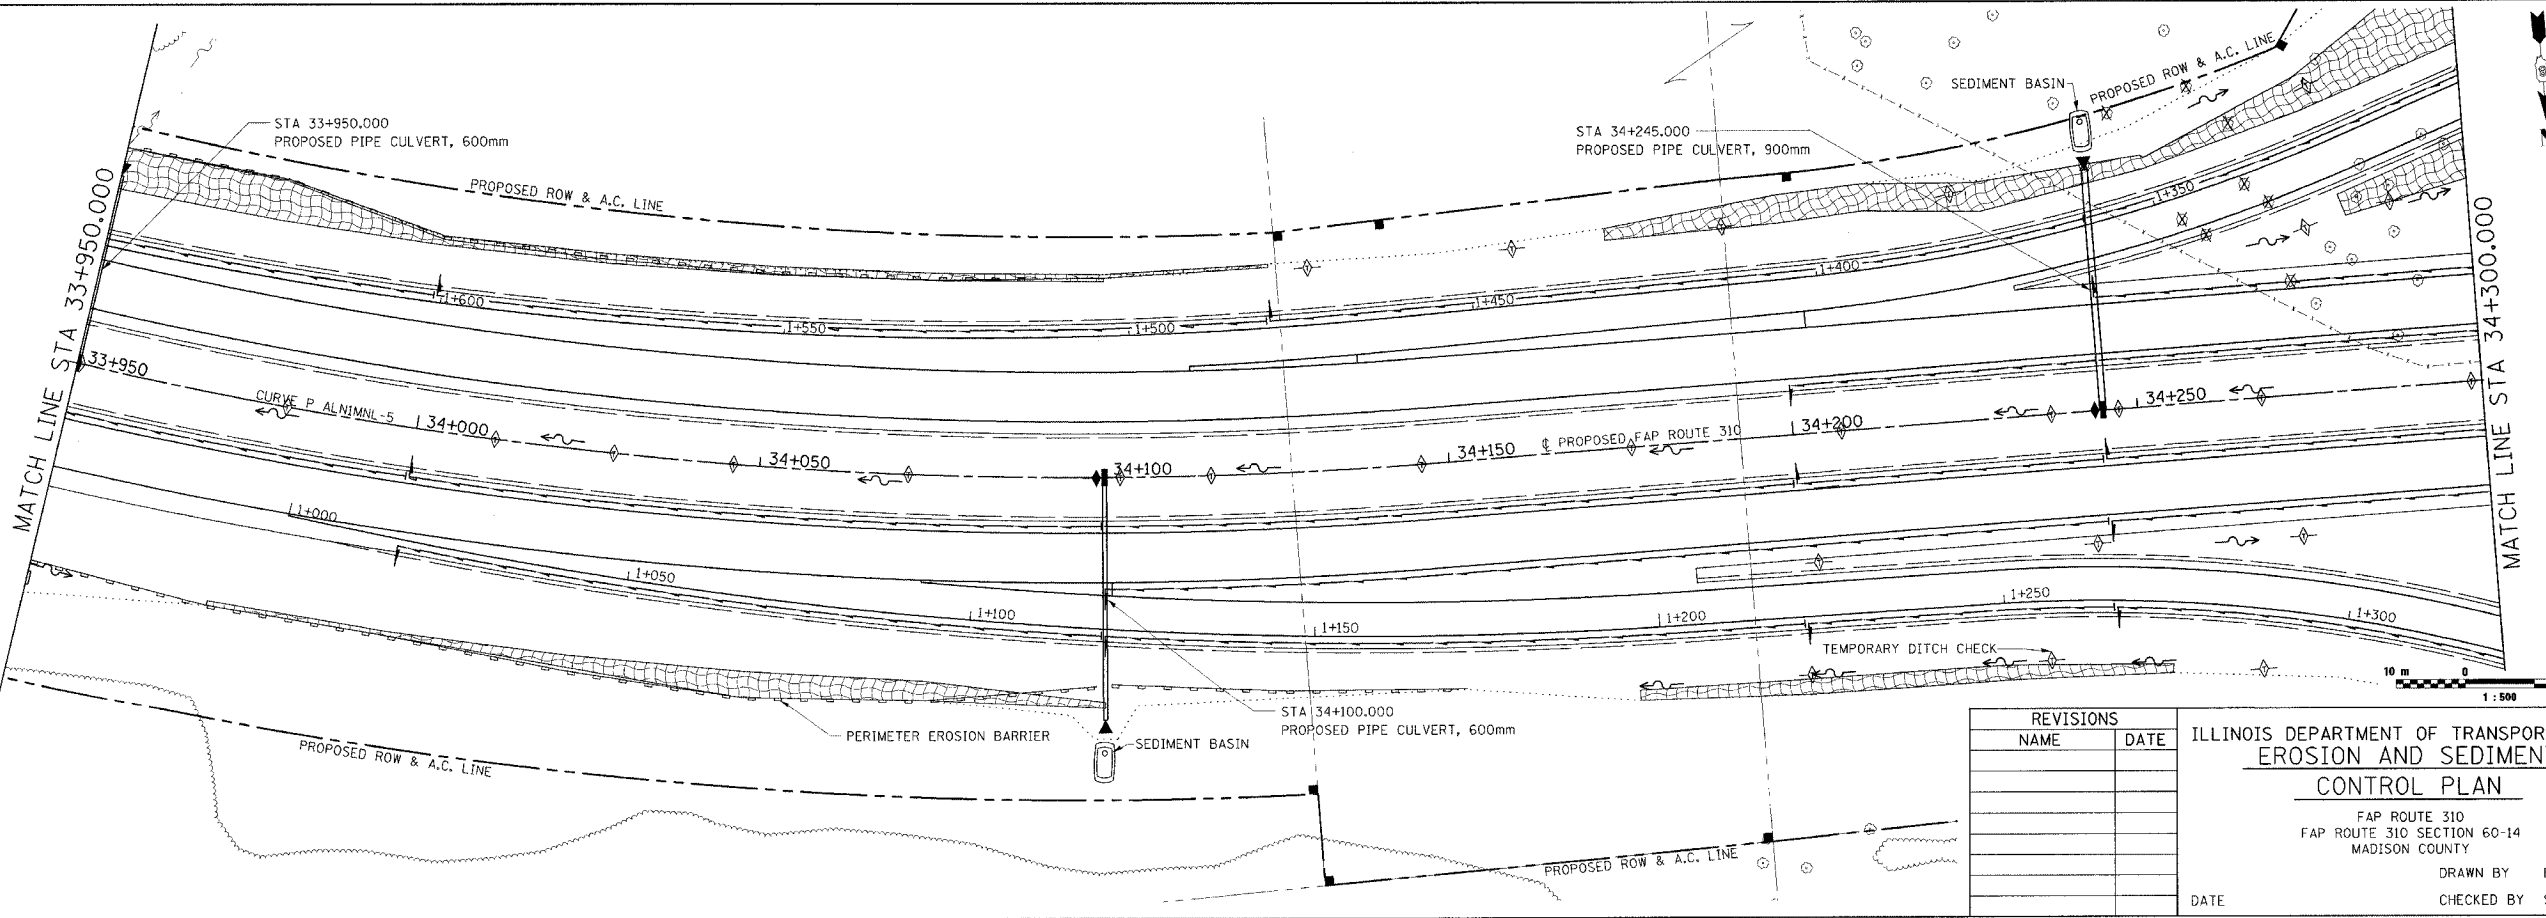 STA 33+950.000
PROPOSED PIPE CULVERT, 600mm
PROPOSED ROW & A.C. LINE
STA 34+245.000
PROPOSED PIPE CULVERT, 900mm
SEDIMENT BASIN
PROPOSED ROW & A.C. LINE
MATCH LINE STA 33+950.000
MATCH LINE STA 34+300.000
1+600
1+550
1+500
1+450
1+400
1+350
33+950
CURVE P ALNIMNL-5
34+000
34+050
34+100
34+150
℄ PROPOSED FAP ROUTE 310
34+200
34+250
1+000
1+050
1+100
1+150
1+200
1+250
1+300
TEMPORARY DITCH CHECK
PERIMETER EROSION BARRIER
SEDIMENT BASIN
STA 34+100.000
PROPOSED PIPE CULVERT, 600mm
PROPOSED ROW & A.C. LINE
PROPOSED ROW & A.C. LINE
10 m 0
1 : 500
REVISIONS
NAME DATE
ILLINOIS DEPARTMENT OF TRANSPOR
EROSION AND SEDIMEN
CONTROL PLAN
FAP ROUTE 310
FAP ROUTE 310 SECTION 60-14
MADISON COUNTY
DRAWN BY
DATE
CHECKED BY